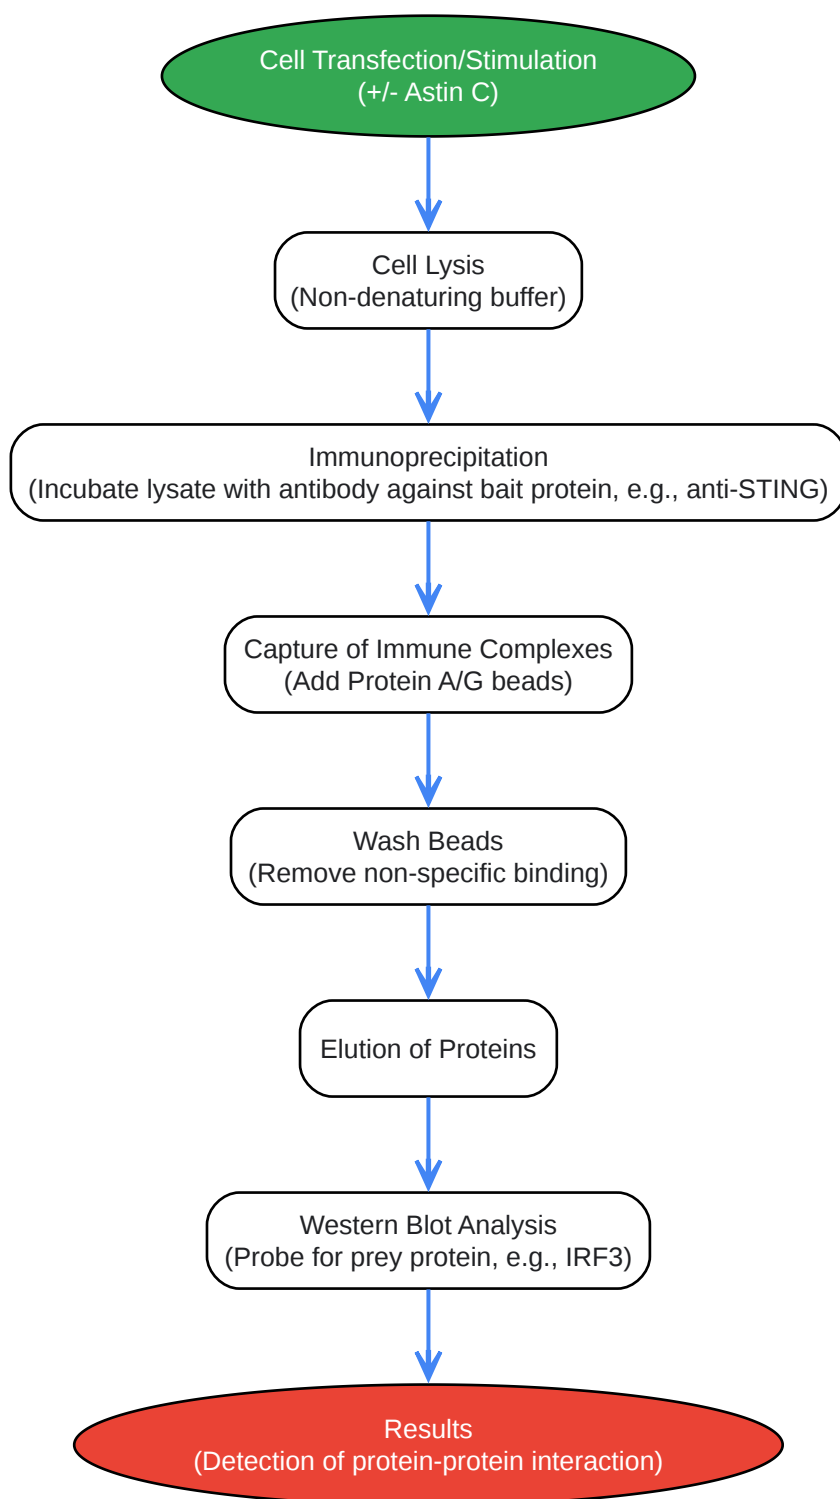 Cell Transfection/Stimulation
(+/- Astin C)
Cell Lysis
(Non-denaturing buffer)
Immunoprecipitation
(Incubate lysate with antibody against bait protein, e.g., anti-STING)
Capture of Immune Complexes
(Add Protein A/G beads)
Wash Beads
(Remove non-specific binding)
Elution of Proteins
Western Blot Analysis
(Probe for prey protein, e.g., IRF3)
Results
(Detection of protein-protein interaction)